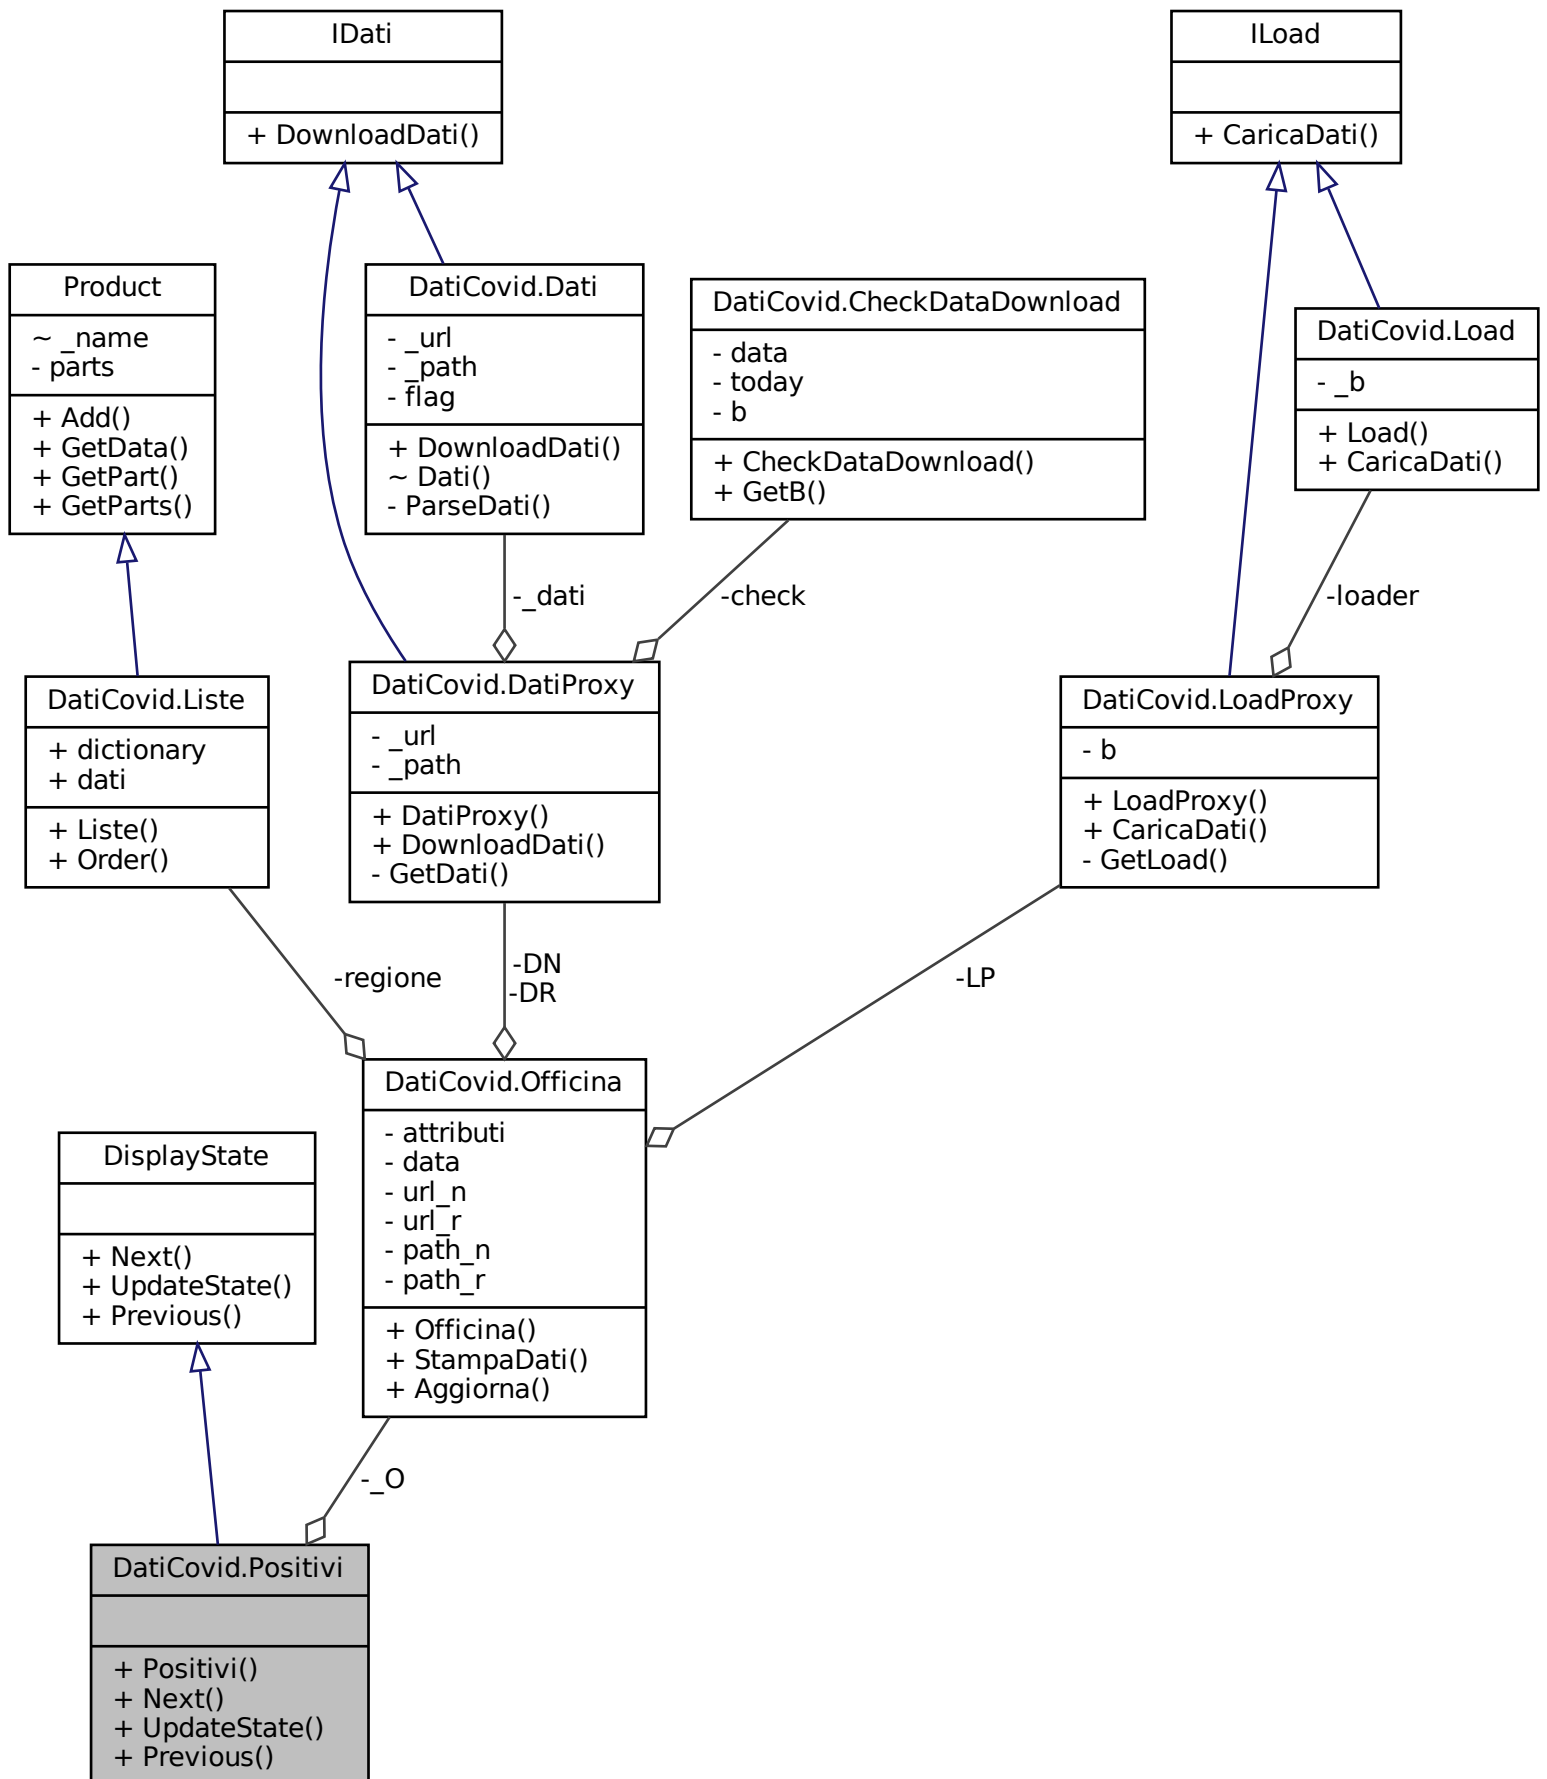 IDati
+ DownloadDati()
ILoad
+ CaricaDati()
Product
~ _name
- parts
+ Add()
+ GetData()
+ GetPart()
+ GetParts()
DatiCovid.Dati
- _url
- _path
- flag
+ DownloadDati()
~ Dati()
- ParseDati()
DatiCovid.CheckDataDownload
- data
- today
- b
+ CheckDataDownload()
+ GetB()
DatiCovid.Load
- _b
+ Load()
+ CaricaDati()
-_dati
-check
-loader
DatiCovid.Liste
+ dictionary
+ dati
+ Liste()
+ Order()
DatiCovid.DatiProxy
- _url
- _path
+ DatiProxy()
+ DownloadDati()
- GetDati()
DatiCovid.LoadProxy
- b
+ LoadProxy()
+ CaricaDati()
- GetLoad()
-regione
-DN
-DR
-LP
DatiCovid.Officina
- attributi
- data
- url_n
- url_r
- path_n
- path_r
+ Officina()
+ StampaDati()
+ Aggiorna()
DisplayState
+ Next()
+ UpdateState()
+ Previous()
-_O
DatiCovid.Positivi
+ Positivi()
+ Next()
+ UpdateState()
+ Previous()